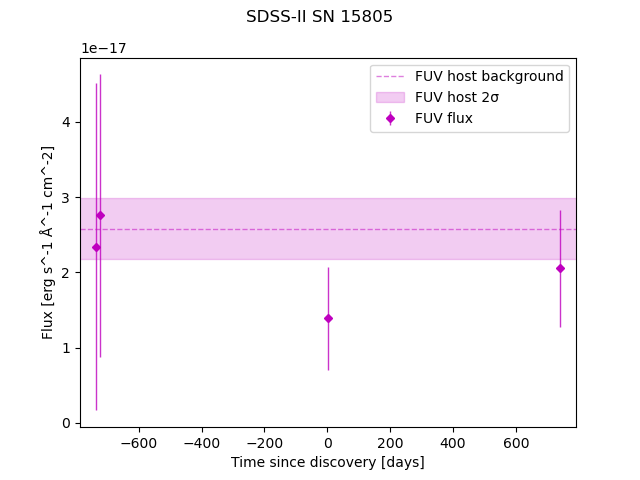 SDSS-II SN 15805
1e−17
FUV host background
FUV host 2σ
FUV flux
4
3
2
1
0
Flux [erg s^-1 Å^-1 cm^-2]
−600
−400
−200
0
200
400
600
Time since discovery [days]